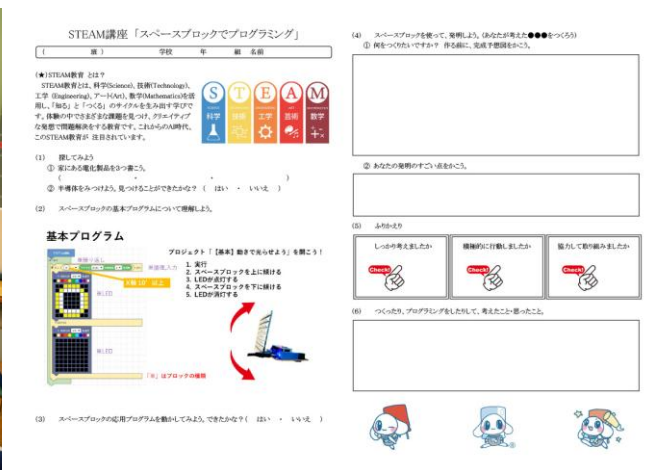 STEAM講座「スペースブロックでプログラミング」
( 班 ) 学校 年 組 名前
(★)STEAM教育 とは？
STEAM教育とは、科学(Science)、技術(Technology)、
工学 (Engineering)、アート(Art)、数学(Mathematics)を活
用し、「知る」と「つくる」のサイクルを生み出す学びで
す。体験の中でさまざまな課題を見つけ、クリエイティブ
な発想で問題解決をする教育です。これからのAI時代、
このSTEAM教育が 注目されています。
S T E A M
科学 技術 工学 芸術 数学
(1) 探してみよう
① 家にある電化製品を3つ書こう。
( ・ ・ )
② 半導体をみつけよう。見つけることができたかな？ ( はい ・ いいえ )
(2) スペースブロックの基本プログラムについて理解しよう。
基本プログラム
プロジェクト「【基本】動きで光らせよう」を開こう！
1. 実行
2. スペースブロックを上に傾ける
3. LEDが点灯する
4. スペースブロックを下に傾ける
5. LEDが消灯する
※LED
※LED
「※」はブロックの種類
(3) スペースブロックの応用プログラムを動かしてみよう。できたかな？( はい ・ いいえ )
(4) スペースブロックを使って、発明しよう。(あなたが考えた●●●をつくろう)
① 何をつくりたいですか？ 作る前に、完成予想図をかこう。
② あなたの発明のすごい点をかこう。
(5) ふりかえり
しっかり考えましたか 積極的に行動しましたか 協力して取り組みましたか
Check! Check! Check!
(6) つくったり、プログラミングをしたりして、考えたこと・思ったこと。